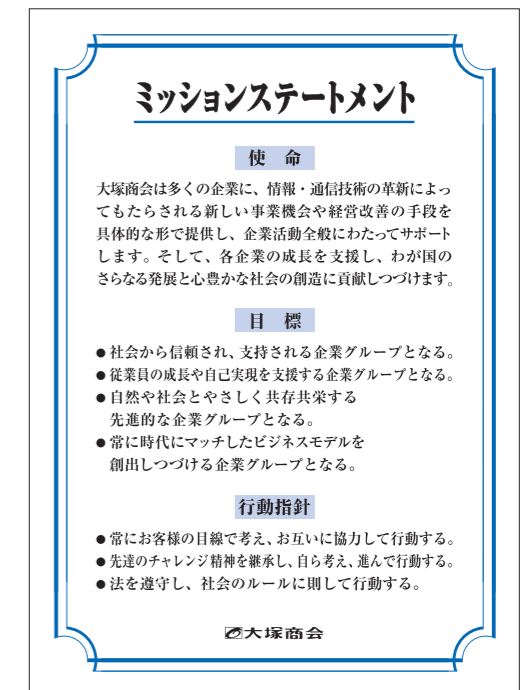 ミッションステートメント
使 命
大塚商会は多くの企業に、情報・通信技術の革新によっ
てもたらされる新しい事業機会や経営改善の手段を
具体的な形で提供し、企業活動全般にわたってサポート
します。そして、各企業の成長を支援し、わが国の
さらなる発展と心豊かな社会の創造に貢献しつづけます。
目 標
●社会から信頼され、支持される企業グループとなる。
●従業員の成長や自己実現を支援する企業グループとなる。
●自然や社会とやさしく共存共栄する
先進的な企業グループとなる。
●常に時代にマッチしたビジネスモデルを
創出しつづける企業グループとなる。
行動指針
●常にお客様の目線で考え、お互いに協力して行動する。
●先達のチャレンジ精神を継承し、自ら考え、進んで行動する。
●法を遵守し、社会のルールに則して行動する。
大塚商会